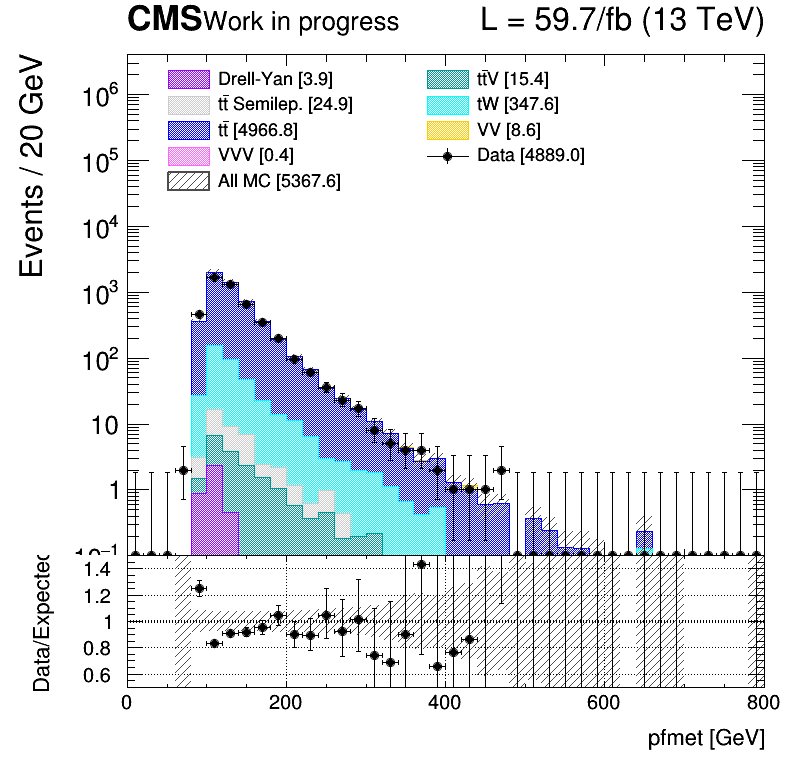 CMS Work in progress L = 59.7/fb (13 TeV)
Events / 20 GeV
Drell-Yan [3.9]
tt̄ Semilep. [24.9]
tt̄ [4966.8]
VVV [0.4]
All MC [5367.6]
tt̄V [15.4]
tW [347.6]
VV [8.6]
Data [4889.0]
10⁶
10⁵
10⁴
10³
10²
10
1
10⁻¹
Data/Expected
1.4
1.2
1
0.8
0.6
0 200 400 600 800
pfmet [GeV]